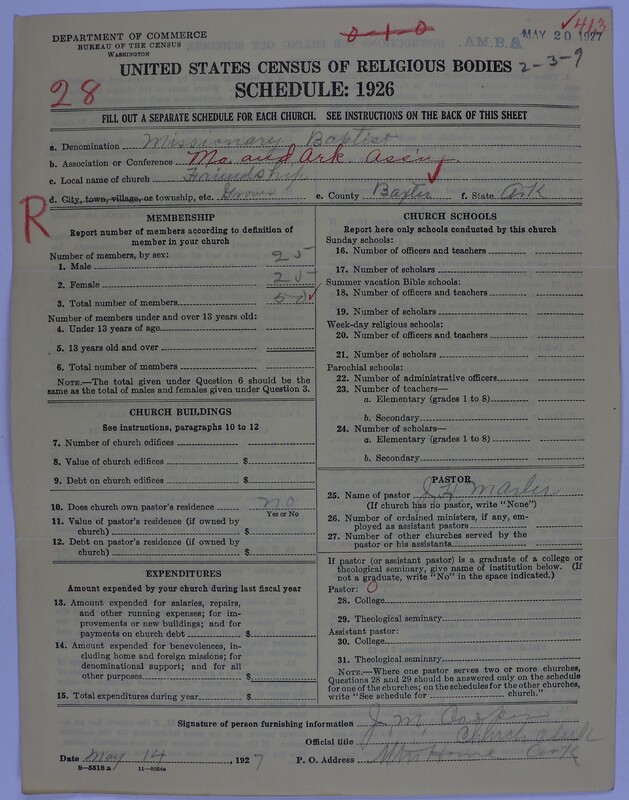 DEPARTMENT OF COMMERCE
BUREAU OF THE CENSUS
WASHINGTON
0-1-0
A.M.B.A
MAY 20 1927
413
2-3-9
UNITED STATES CENSUS OF RELIGIOUS BODIES
SCHEDULE: 1926
28
FILL OUT A SEPARATE SCHEDULE FOR EACH CHURCH. SEE INSTRUCTIONS ON THE BACK OF THIS SHEET
a. Denomination Missionary Baptist
b. Association or Conference Mo. and Ark Ass'n.
c. Local name of church Friendship
d. City, town, village, or township, etc. e. County Baxter f. State Ark
R
MEMBERSHIP
Report number of members according to definition of
member in your church
Number of members, by sex:
1. Male 25
2. Female 25
3. Total number of members 50
Number of members under and over 13 years old:
4. Under 13 years of age
5. 13 years old and over
6. Total number of members
NOTE.—The total given under Question 6 should be
same as the total of males and females given under Question 3.
CHURCH BUILDINGS
See instructions, paragraphs 10 to 12
7. Number of church edifices
8. Value of church edifices $
9. Debt on church edifices $
10. Does church own pastor's residence no
Yes or No
11. Value of pastor's residence (if owned by
church) $
12. Debt on pastor's residence (if owned by
church) $
EXPENDITURES
Amount expended by your church during last fiscal year
13. Amount expended for salaries, repairs,
and other running expenses; for im-
provements or new buildings; and for
payments on church debt $
14. Amount expended for benevolences, in-
cluding home and foreign missions; for
denominational support; and for all
other purposes $
15. Total expenditures during year $
CHURCH SCHOOLS
Report here only schools conducted by this church
Sunday schools:
16. Number of officers and teachers
17. Number of scholars
Summer vacation Bible schools:
18. Number of officers and teachers
19. Number of scholars
Week-day religious schools:
20. Number of officers and teachers
21. Number of scholars
Parochial schools:
22. Number of administrative officers
23. Number of teachers—
a. Elementary (grades 1 to 8)
b. Secondary
24. Number of scholars—
a. Elementary (grades 1 to 8)
b. Secondary
PASTOR
25. Name of pastor
(If church has no pastor, write "None")
26. Number of ordained ministers, if any, em-
ployed as assistant pastors
27. Number of other churches served by the
pastor or his assistants
If pastor (or assistant pastor) is a graduate of a college or
theological seminary, give name of institution below. (If
not a graduate, write "No" in the space indicated.)
Pastor: 0
28. College
29. Theological seminary
Assistant pastor:
30. College
31. Theological seminary
NOTE.—Where one pastor serves two or more churches,
Questions 28 and 29 should be answered only on the schedule
for one of the churches; on the schedules for the other churches,
write "See schedule for church."
Signature of person furnishing information J. M.
Official title Church Clerk
Date May 14, 1927 P. O. Address Mtn Home Ark
8—5518 a 11—9054a